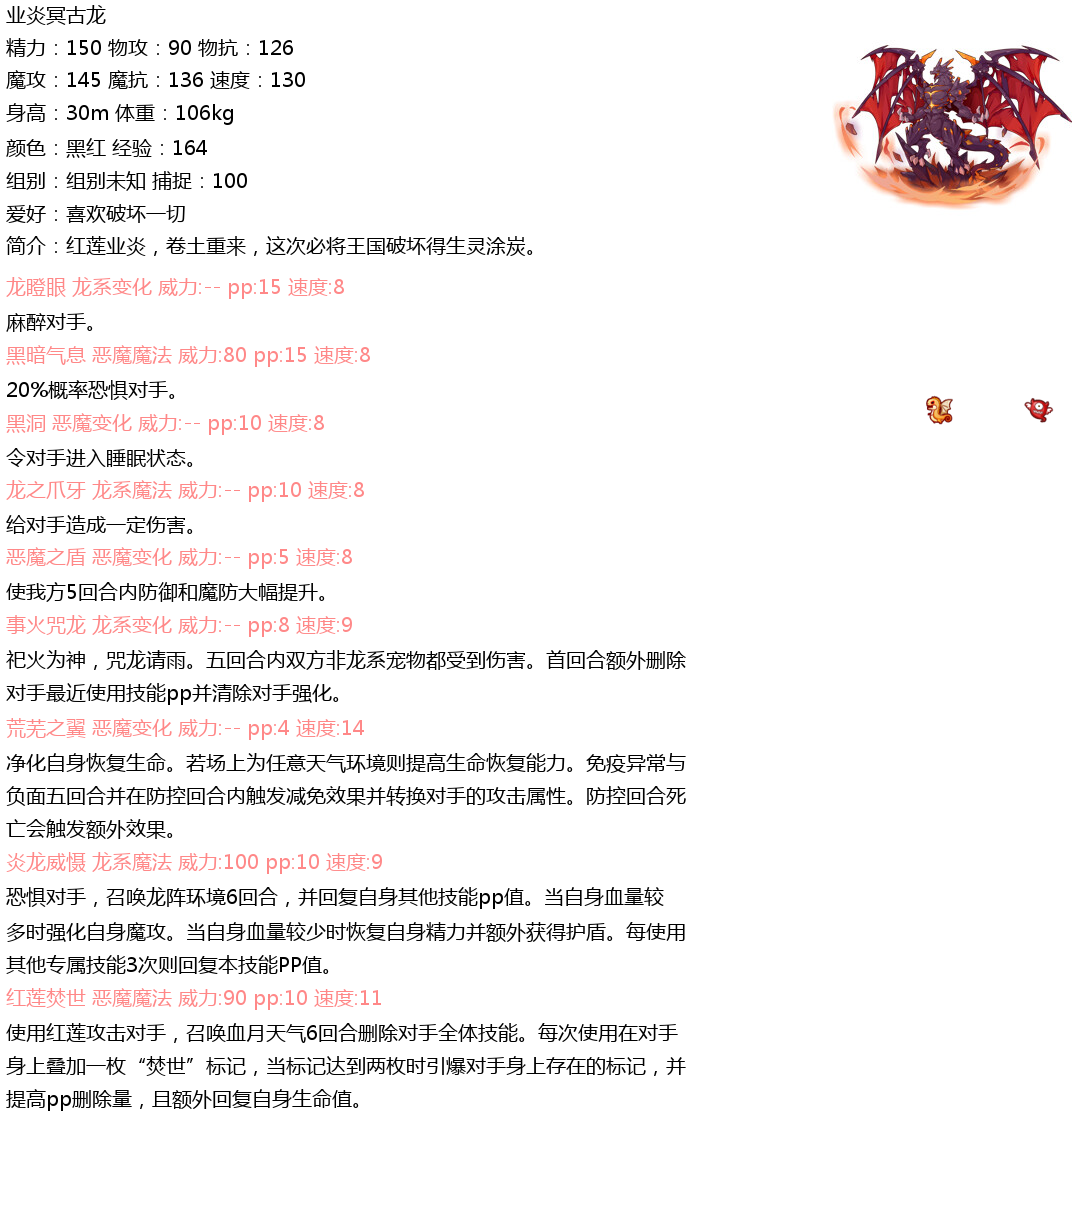 业炎冥古龙
精力：150 物攻：90 物抗：126
魔攻：145 魔抗：136 速度：130
身高：30m 体重：106kg
颜色：黑红 经验：164
组别：组别未知 捕捉：100
爱好：喜欢破坏一切
简介：红莲业炎，卷土重来，这次必将王国破坏得生灵涂炭。
龙瞪眼 龙系变化 威力:-- pp:15 速度:8
麻醉对手。
黑暗气息 恶魔魔法 威力:80 pp:15 速度:8
20%概率恐惧对手。
黑洞 恶魔变化 威力:-- pp:10 速度:8
令对手进入睡眠状态。
龙之爪牙 龙系魔法 威力:-- pp:10 速度:8
给对手造成一定伤害。
恶魔之盾 恶魔变化 威力:-- pp:5 速度:8
使我方5回合内防御和魔防大幅提升。
事火咒龙 龙系变化 威力:-- pp:8 速度:9
祀火为神，咒龙请雨。五回合内双方非龙系宠物都受到伤害。首回合额外删除
对手最近使用技能pp并清除对手强化。
荒芜之翼 恶魔变化 威力:-- pp:4 速度:14
净化自身恢复生命。若场上为任意天气环境则提高生命恢复能力。免疫异常与
负面五回合并在防控回合内触发减免效果并转换对手的攻击属性。防控回合死
亡会触发额外效果。
炎龙威慑 龙系魔法 威力:100 pp:10 速度:9
恐惧对手，召唤龙阵环境6回合，并回复自身其他技能pp值。当自身血量较
多时强化自身魔攻。当自身血量较少时恢复自身精力并额外获得护盾。每使用
其他专属技能3次则回复本技能PP值。
红莲焚世 恶魔魔法 威力:90 pp:10 速度:11
使用红莲攻击对手，召唤血月天气6回合删除对手全体技能。每次使用在对手
身上叠加一枚“焚世”标记，当标记达到两枚时引爆对手身上存在的标记，并
提高pp删除量，且额外回复自身生命值。